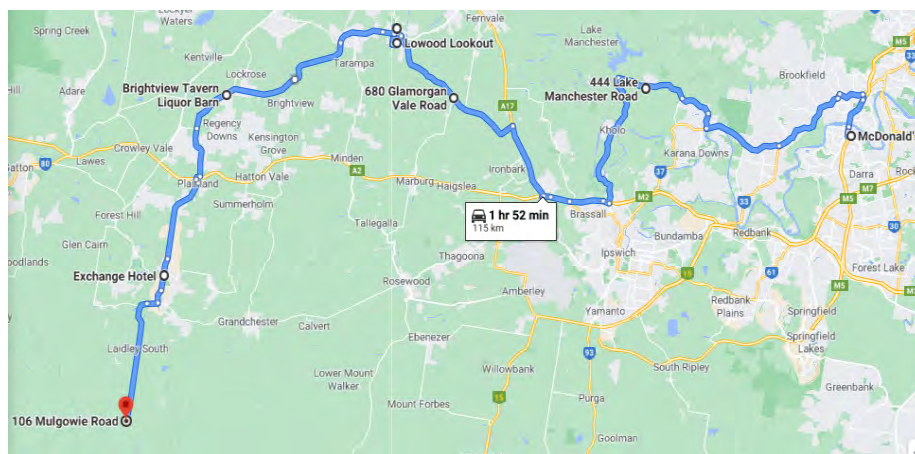 Lockyer
Waters
Fernvale
Spring Creek
Lake
Manchester
M5
Kentville
Lowood Lookout
Brookfield
Adare
Lockrose
Tarampa
Brightview Tavern
Liquor Barn
680 Glamorgan
Vale Road
444 Lake
Manchester Road
Brightview
A17
Regency
Downs
Kholo
McDonald's
Crowley Vale
Kensington
Grove
Karana Downs
80
Lawes
Minden
Ironbark
Darra
Plainland
Hatton Vale
A2
Marburg
Haigslea
37
M7
M2
33
M5
Forest Hill
Summerholm
1 hr 52 min
115 km
Brassall
Redbank
30
Tallegalla
Bundamba
Glen Cairn
Ipswich
Thagoona
15
61
Forest Lake
Exchange Hotel
Rosewood
Amberley
Redbank
Plains
M5
Grandchester
Calvert
Yamanto
Springfield
Laidley South
Ebenezer
93
Springfield
Lakes
Lower Mount
Walker
Willowbank
South Ripley
Greenbank
106 Mulgowie Road
Mount Forbes
15
Purga
Goolman